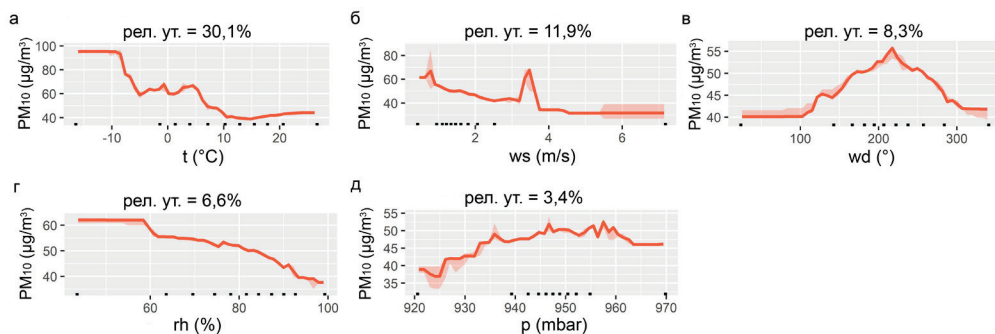 а
рел. ут. = 30,1%
PM₁₀ (µg/m³)
100
80
60
40
-10
0
10
20
t (°C)
б
рел. ут. = 11,9%
PM₁₀ (µg/m³)
80
60
40
0
2
4
6
ws (m/s)
в
рел. ут. = 8,3%
PM₁₀ (µg/m³)
55
50
45
40
100
200
300
wd (°)
г
рел. ут. = 6,6%
PM₁₀ (µg/m³)
60
50
40
60
80
100
rh (%)
д
рел. ут. = 3,4%
PM₁₀ (µg/m³)
55
50
45
40
35
920
930
940
950
960
970
p (mbar)